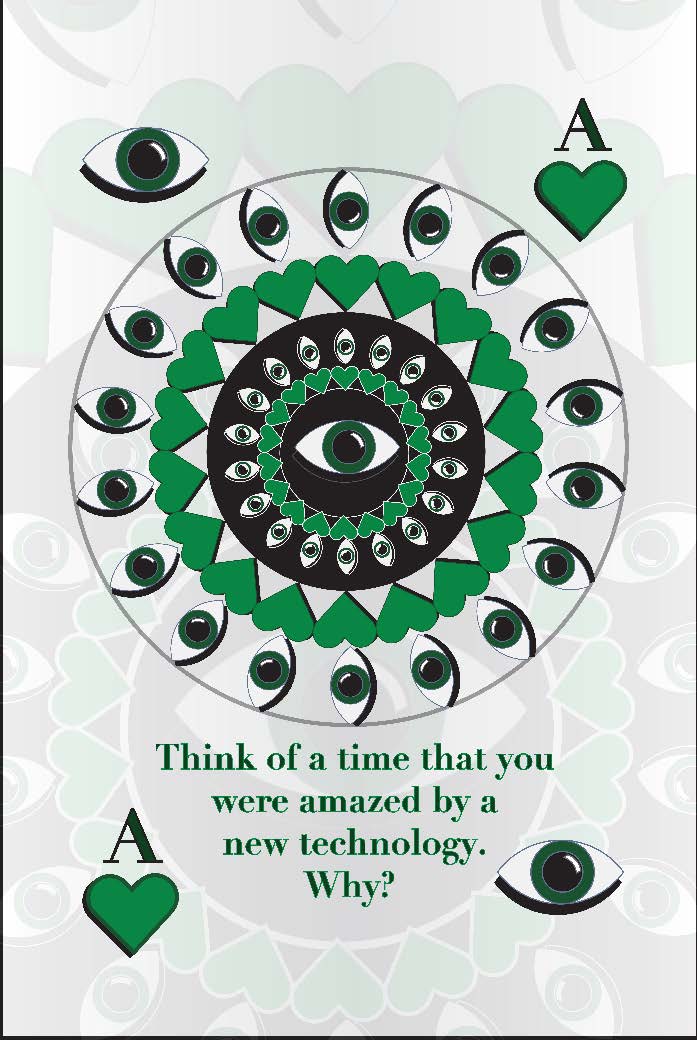 A
Think of a time that you
were amazed by a
new technology.
Why?
A